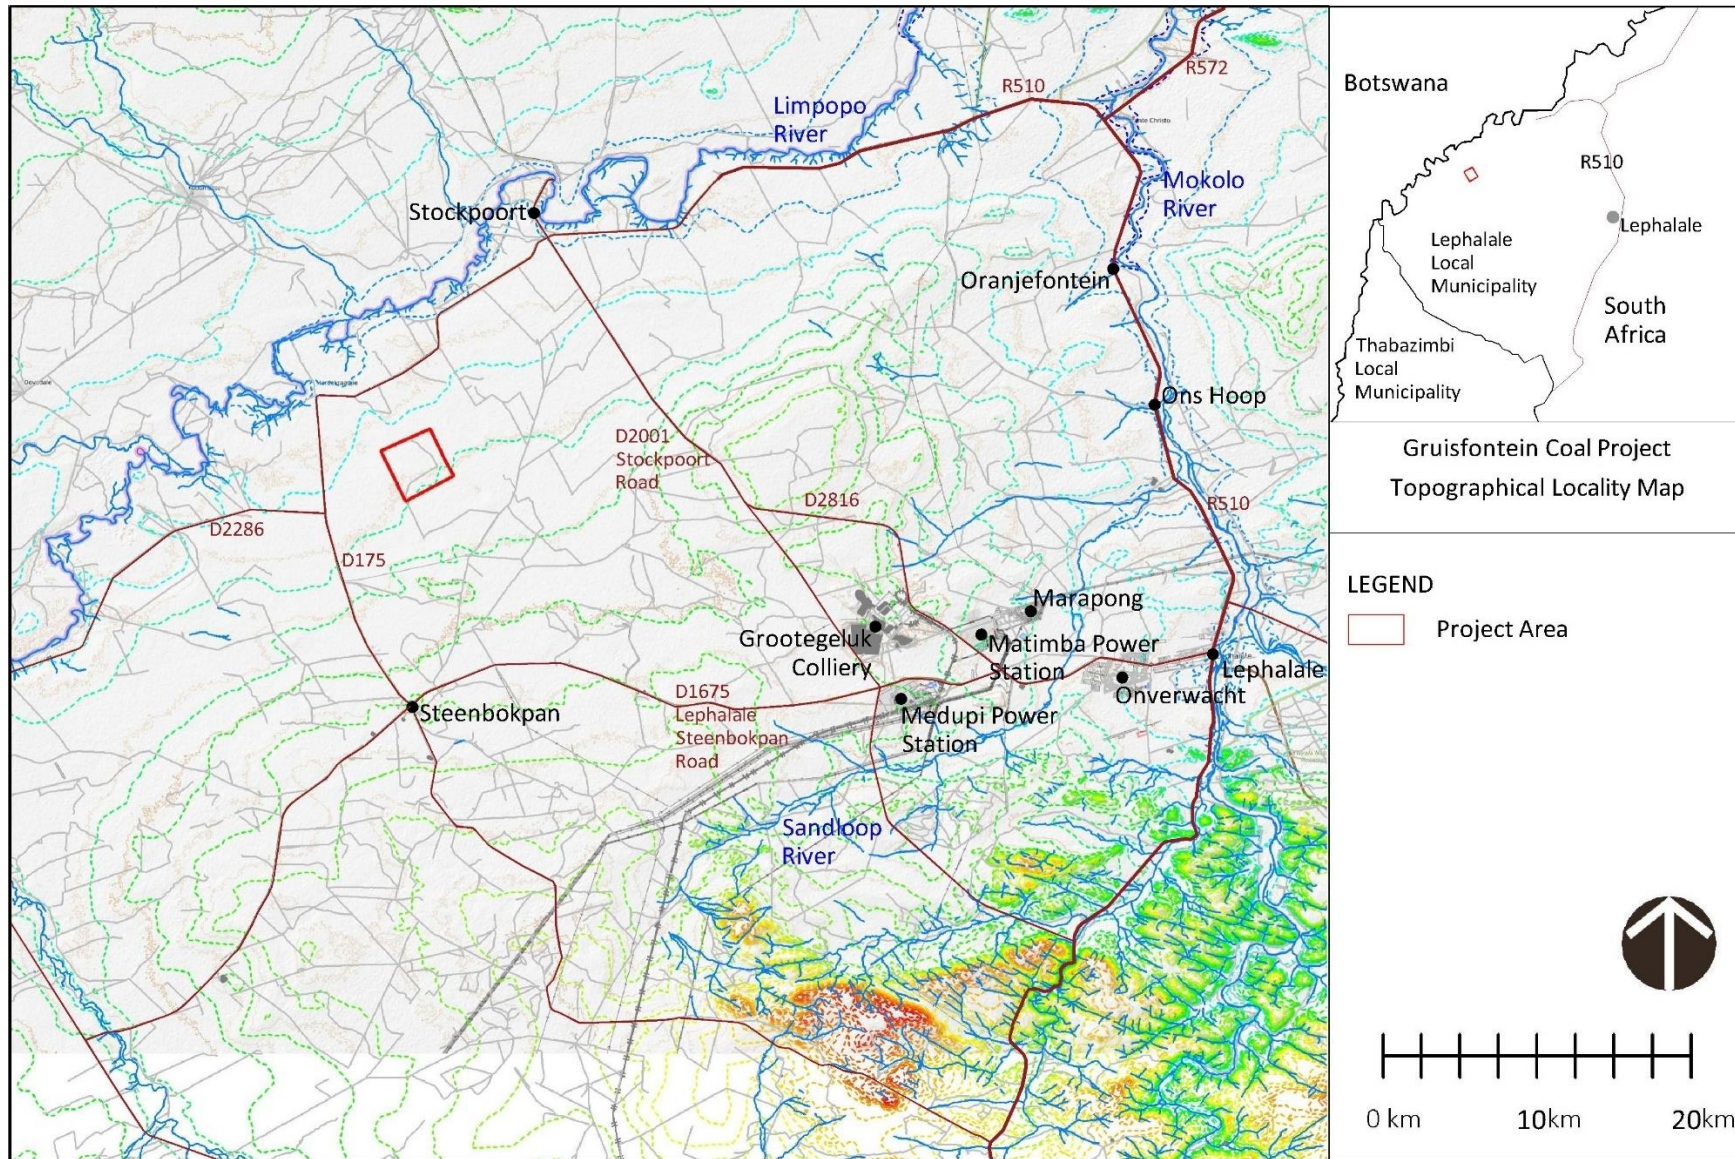 R572
R510
Limpopo
River
Mokolo
River
Stockpoort
Oranjefontein
Ons Hoop
D2001
Stockpoort
Road
D2816
R510
D2286
D175
Marapong
Grootegeluk
Colliery
Matimba Power
Station
Lephalale
Onverwacht
D1675
Lephalale
Steenbokpan
Road
Steenbokpan
Medupi Power
Station
Sandloop
River
Botswana
R510
Lephalale
Lephalale
Local
Municipality
South
Africa
Thabazimbi
Local
Municipality
Gruisfontein Coal Project
Topographical Locality Map
LEGEND
Project Area
0 km 10km 20km